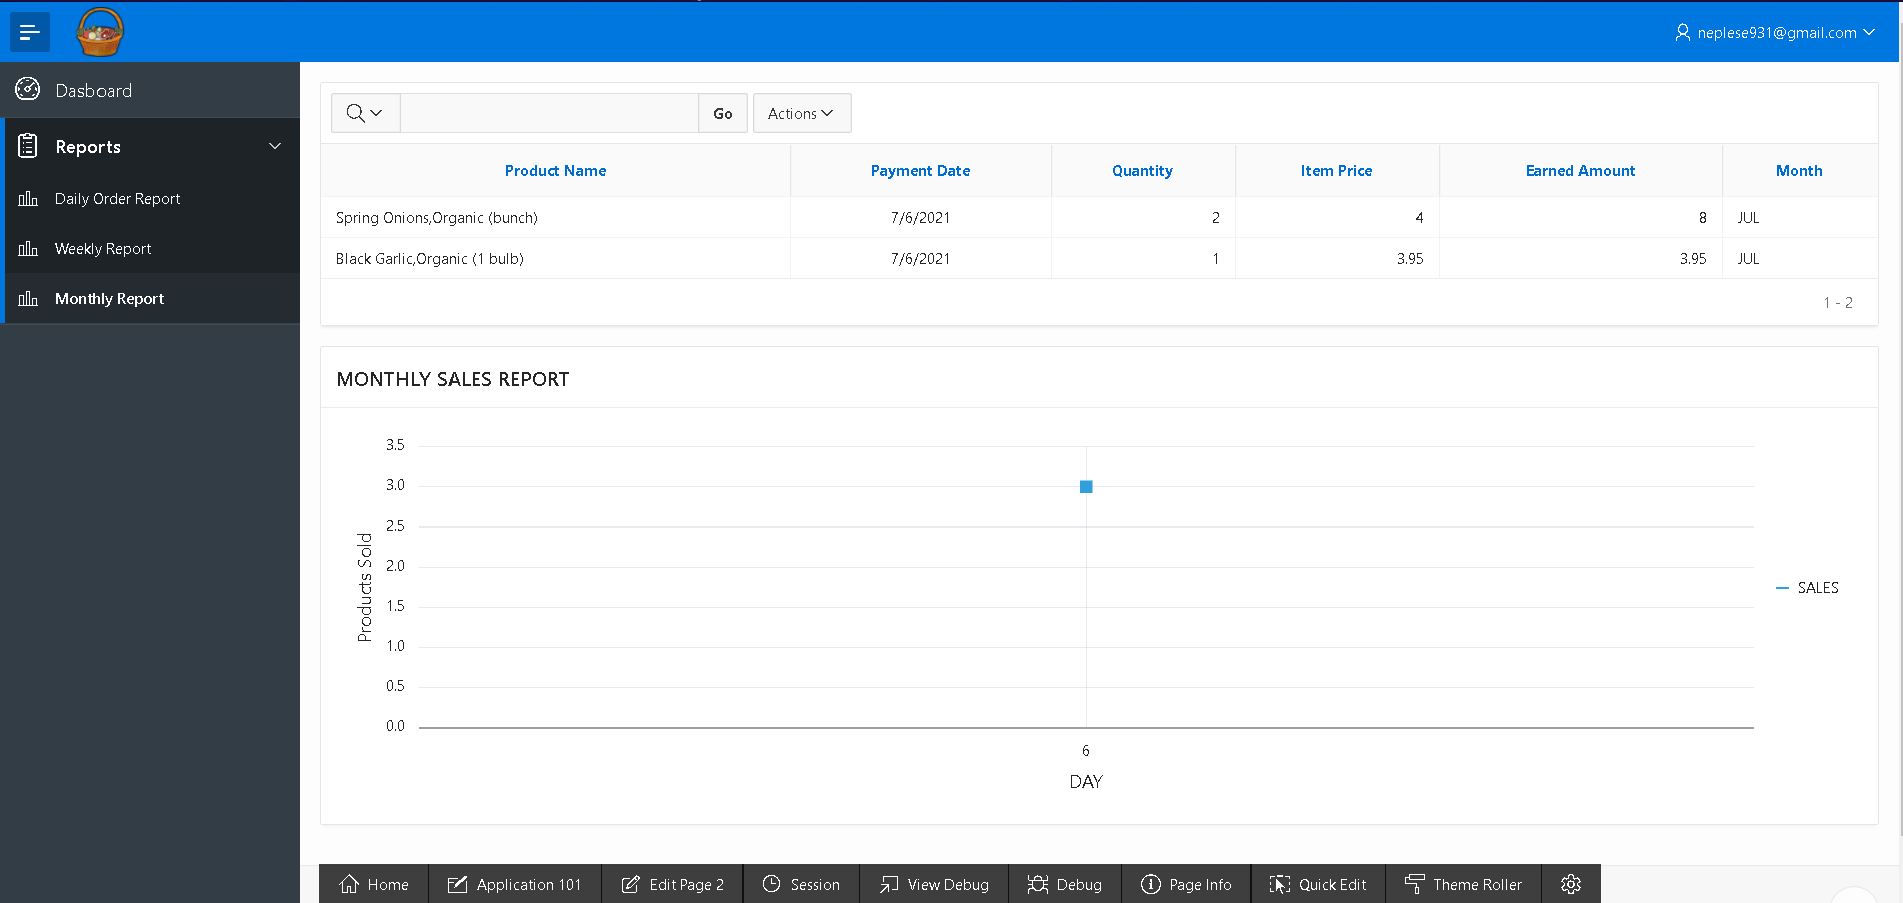 neplese931@gmail.com
Dasboard
Reports
Daily Order Report
Weekly Report
Monthly Report
Go Actions
Product Name Payment Date Quantity Item Price Earned Amount Month
Spring Onions,Organic (bunch) 7/6/2021 2 4 8 JUL
Black Garlic,Organic (1 bulb) 7/6/2021 1 3.95 3.95 JUL
1 - 2
MONTHLY SALES REPORT
3.5
3.0
2.5
2.0
1.5
1.0
0.5
0.0
Products Sold
6
DAY
SALES
Home Application 101 Edit Page 2 Session View Debug Debug Page Info Quick Edit Theme Roller